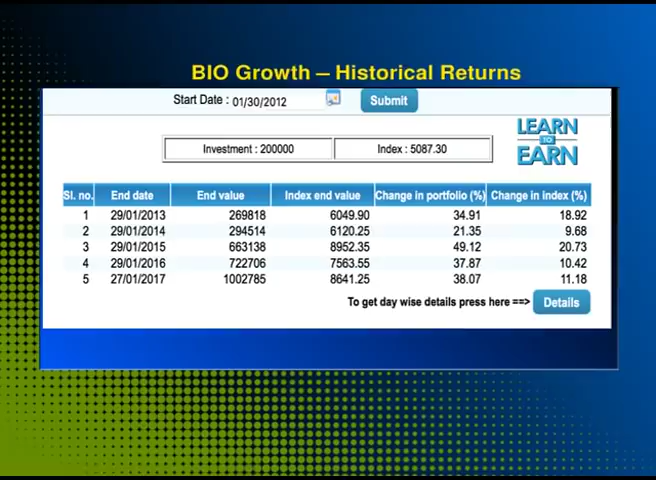 BIO Growth – Historical Returns
Start Date : 01/30/2012 Submit
LEARN
TO
EARN
Investment : 200000 Index : 5087.30
Sl. no. End date End value Index end value Change in portfolio (%) Change in index (%)
1 29/01/2013 269818 6049.90 34.91 18.92
2 29/01/2014 294514 6120.35 21.35 9.68
3 29/01/2015 663138 8952.35 49.12 20.73
4 29/01/2016 722706 7563.55 37.87 10.42
5 27/01/2017 1002785 8641.25 38.07 11.18
To get day wise details press here ==> Details